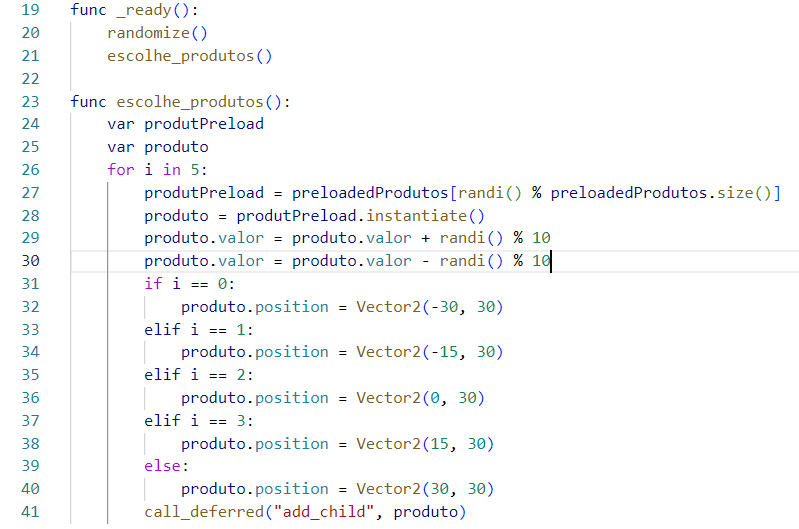 19 func _ready():
20     randomize()
21     escolhe_produtos()
22
23 func escolhe_produtos():
24     var produtPreload
25     var produto
26     for i in 5:
27         produtPreload = preloadedProdutos[randi() % preloadedProdutos.size()]
28         produto = produtPreload.instantiate()
29         produto.valor = produto.valor + randi() % 10
30         produto.valor = produto.valor - randi() % 10
31         if i == 0:
32             produto.position = Vector2(-30, 30)
33         elif i == 1:
34             produto.position = Vector2(-15, 30)
35         elif i == 2:
36             produto.position = Vector2(0, 30)
37         elif i == 3:
38             produto.position = Vector2(15, 30)
39         else:
40             produto.position = Vector2(30, 30)
41         call_deferred("add_child", produto)